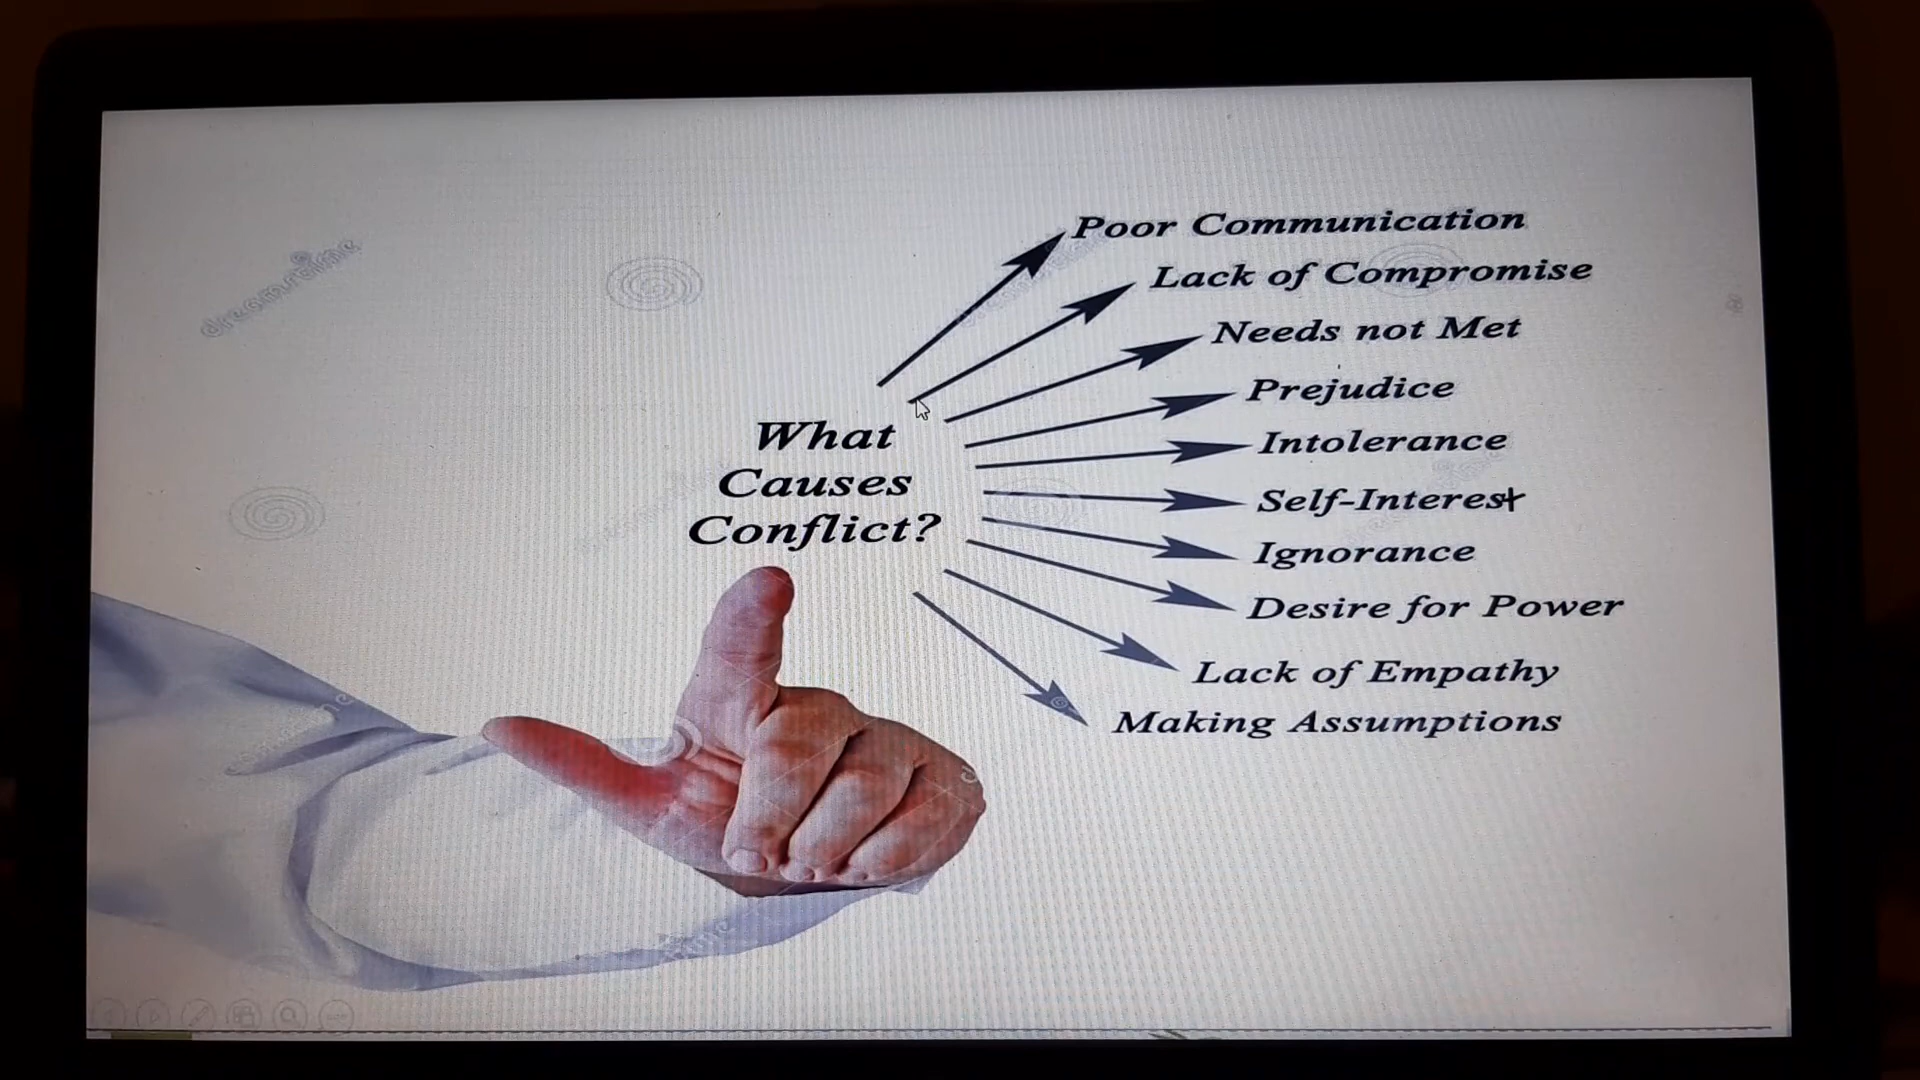 Poor Communication
Lack of Compromise
Needs not Met
Prejudice
Intolerance
What
Causes
Conflict?
Self-Interest
Ignorance
Desire for Power
Lack of Empathy
Making Assumptions
dreamstime